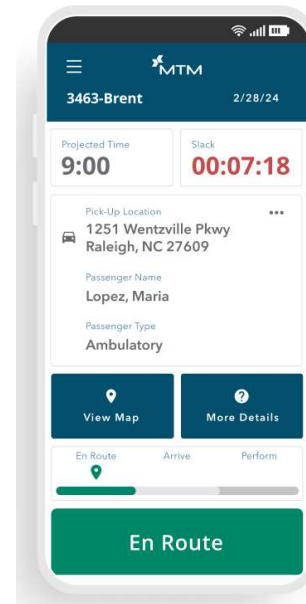 MTM
3463-Brent 2/28/24
Projected Time
9:00
Slack
00:07:18
Pick-Up Location
1251 Wentzville Pkwy
Raleigh, NC 27609
Passenger Name
Lopez, Maria
Passenger Type
Ambulatory
View Map
More Details
En Route Arrive Perform
En Route